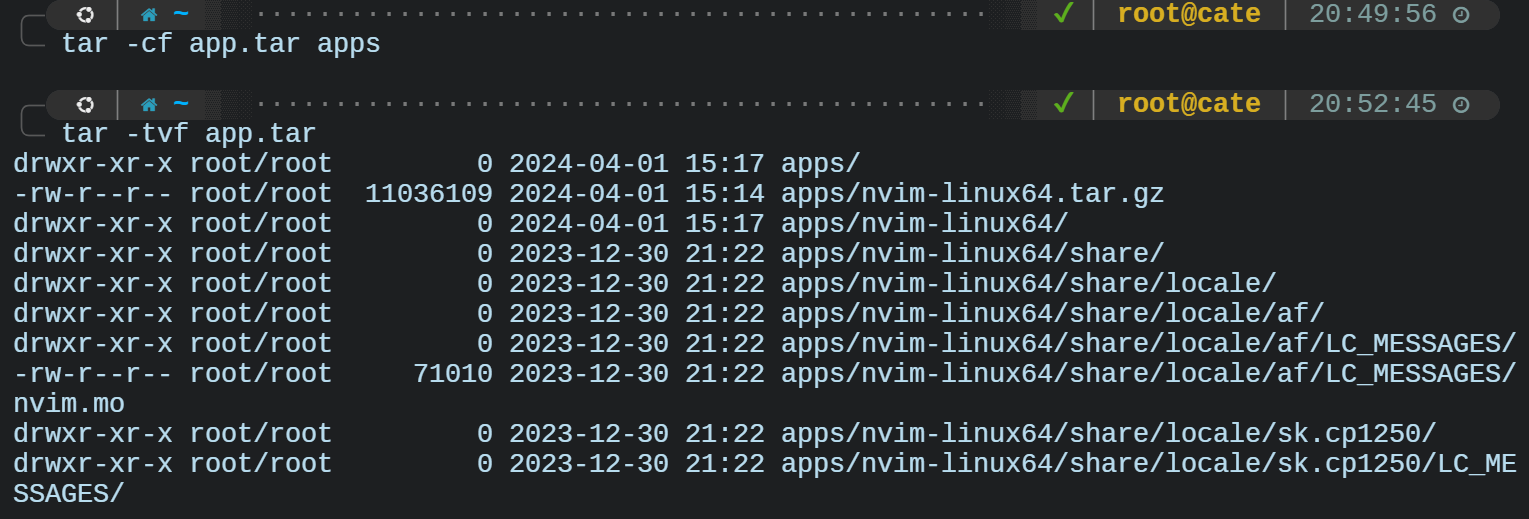 ~ ✓ root@cate 20:49:56
tar -cf app.tar apps
~ ✓ root@cate 20:52:45
tar -tvf app.tar
drwxr-xr-x root/root         0 2024-04-01 15:17 apps/
-rw-r--r-- root/root  11036109 2024-04-01 15:14 apps/nvim-linux64.tar.gz
drwxr-xr-x root/root         0 2024-04-01 15:17 apps/nvim-linux64/
drwxr-xr-x root/root         0 2023-12-30 21:22 apps/nvim-linux64/share/
drwxr-xr-x root/root         0 2023-12-30 21:22 apps/nvim-linux64/share/locale/
drwxr-xr-x root/root         0 2023-12-30 21:22 apps/nvim-linux64/share/locale/af/
drwxr-xr-x root/root         0 2023-12-30 21:22 apps/nvim-linux64/share/locale/af/LC_MESSAGES/
-rw-r--r-- root/root     71010 2023-12-30 21:22 apps/nvim-linux64/share/locale/af/LC_MESSAGES/
nvim.mo
drwxr-xr-x root/root         0 2023-12-30 21:22 apps/nvim-linux64/share/locale/sk.cp1250/
drwxr-xr-x root/root         0 2023-12-30 21:22 apps/nvim-linux64/share/locale/sk.cp1250/LC_ME
SSAGES/